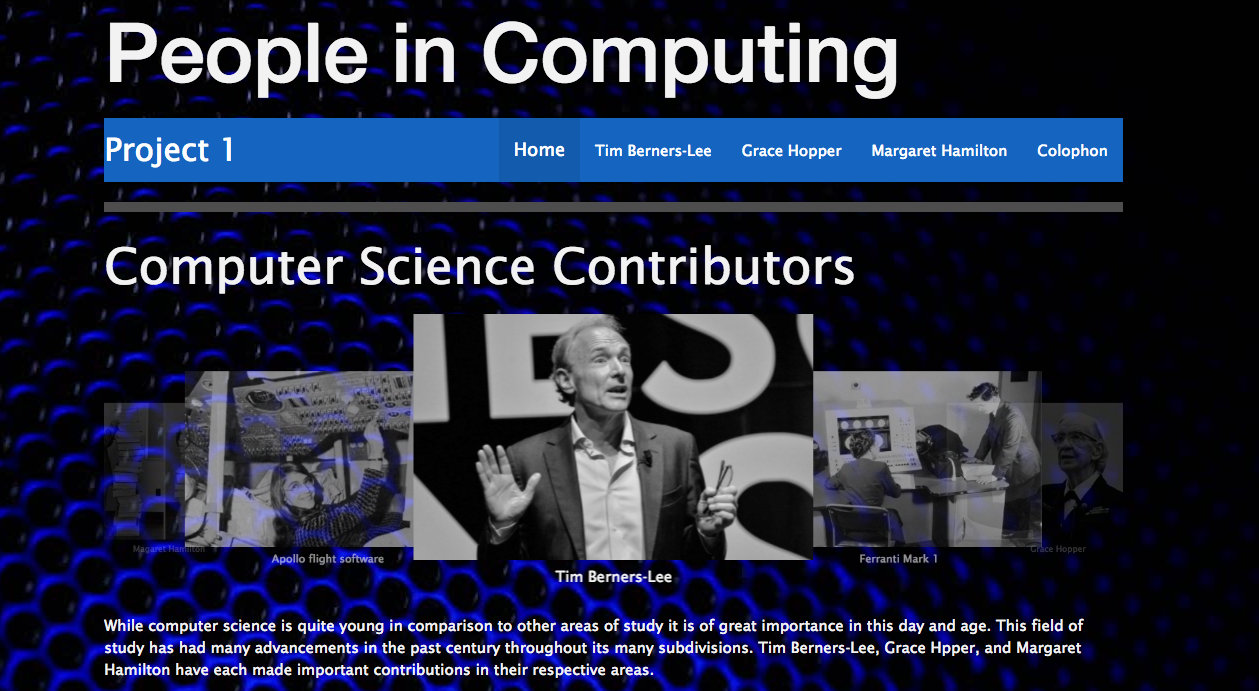 People in Computing
Project 1 Home Tim Berners-Lee Grace Hopper Margaret Hamilton Colophon
Computer Science Contributors
Magaret Hamilton
Apollo flight software
Tim Berners-Lee
Ferranti Mark 1
Grace Hopper
While computer science is quite young in comparison to other areas of study it is of great importance in this day and age. This field of
study has had many advancements in the past century throughout its many subdivisions. Tim Berners-Lee, Grace Hpper, and Margaret
Hamilton have each made important contributions in their respective areas.